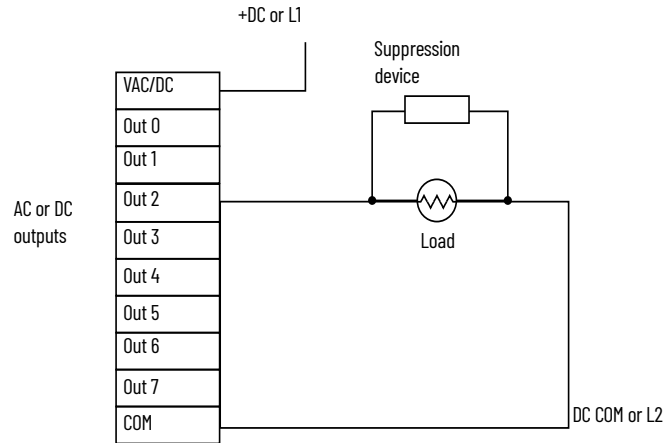 +DC or L1
Suppression
device
VAC/DC
Out 0
Out 1
Out 2
Out 3
Out 4
Out 5
Out 6
Out 7
COM
AC or DC
outputs
Load
DC COM or L2